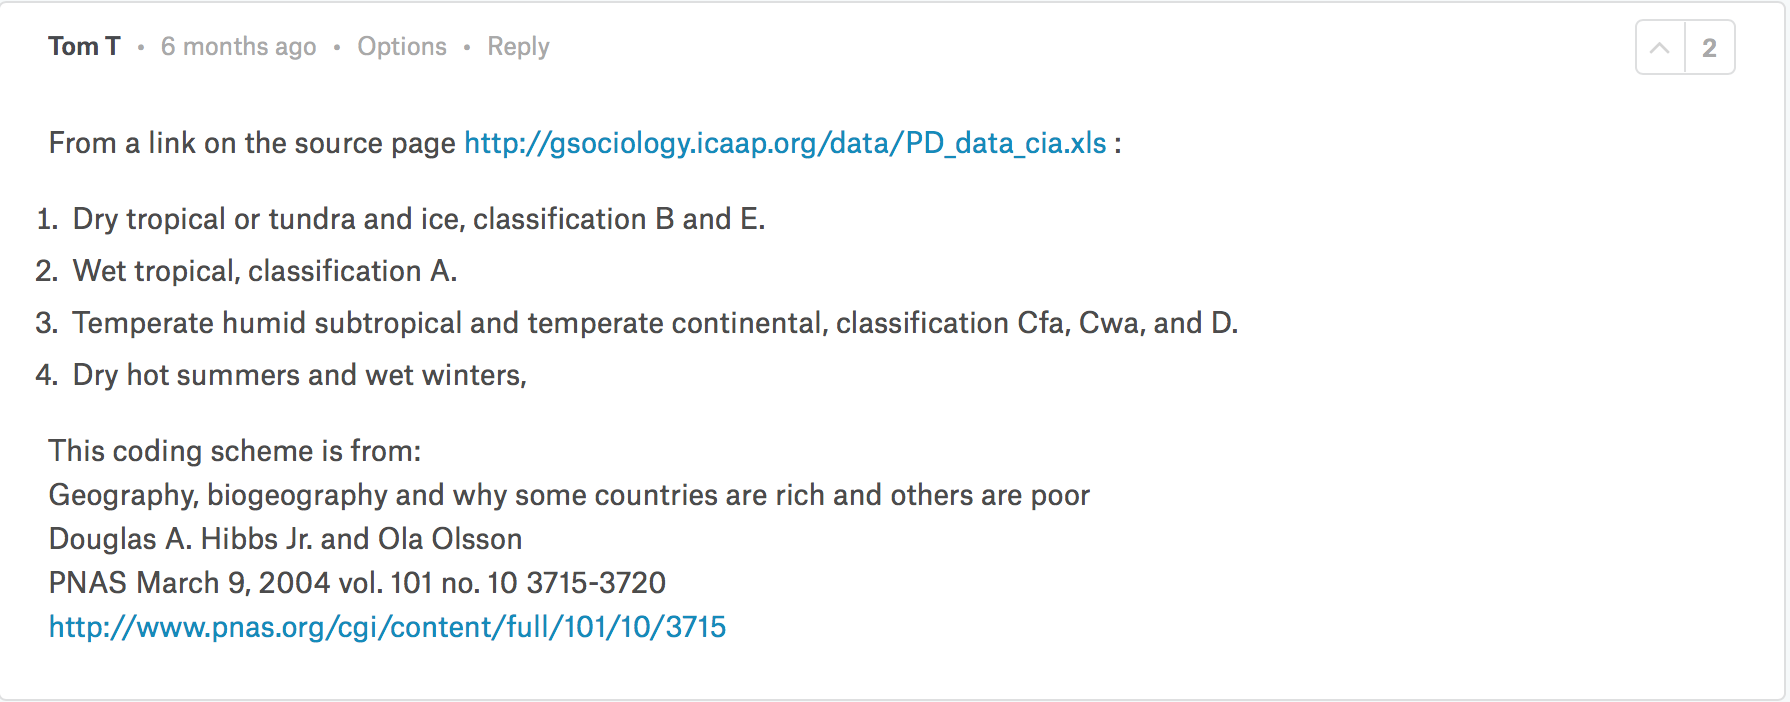 Tom T • 6 months ago • Options • Reply
2
From a link on the source page http://gsociology.icaap.org/data/PD_data_cia.xls :
1. Dry tropical or tundra and ice, classification B and E.
2. Wet tropical, classification A.
3. Temperate humid subtropical and temperate continental, classification Cfa, Cwa, and D.
4. Dry hot summers and wet winters,
This coding scheme is from:
Geography, biogeography and why some countries are rich and others are poor
Douglas A. Hibbs Jr. and Ola Olsson
PNAS March 9, 2004 vol. 101 no. 10 3715-3720
http://www.pnas.org/cgi/content/full/101/10/3715